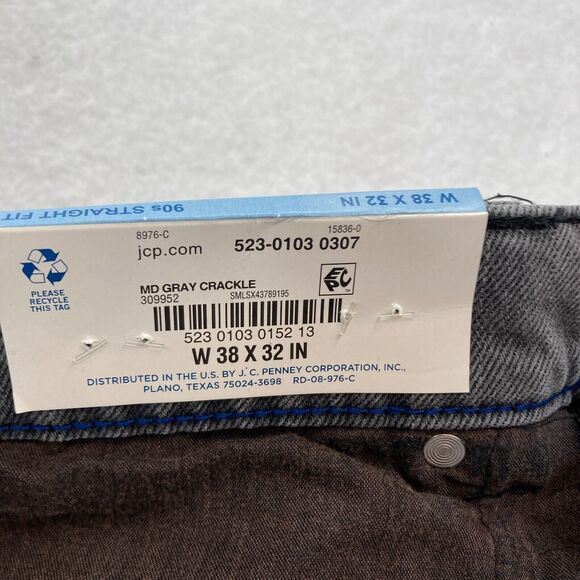 90s STRAIGHT FIT W 38 X 32 IN
8976-C 15836-0
jcp.com 523-0103 0307
MD GRAY CRACKLE
309952 SMLSX43789195
EPC
PLEASE
RECYCLE
THIS TAG
523 0103 0152 13
W 38 X 32 IN
DISTRIBUTED IN THE U.S. BY J. C. PENNEY CORPORATION, INC.,
PLANO, TEXAS 75024-3698 RD-08-976-C